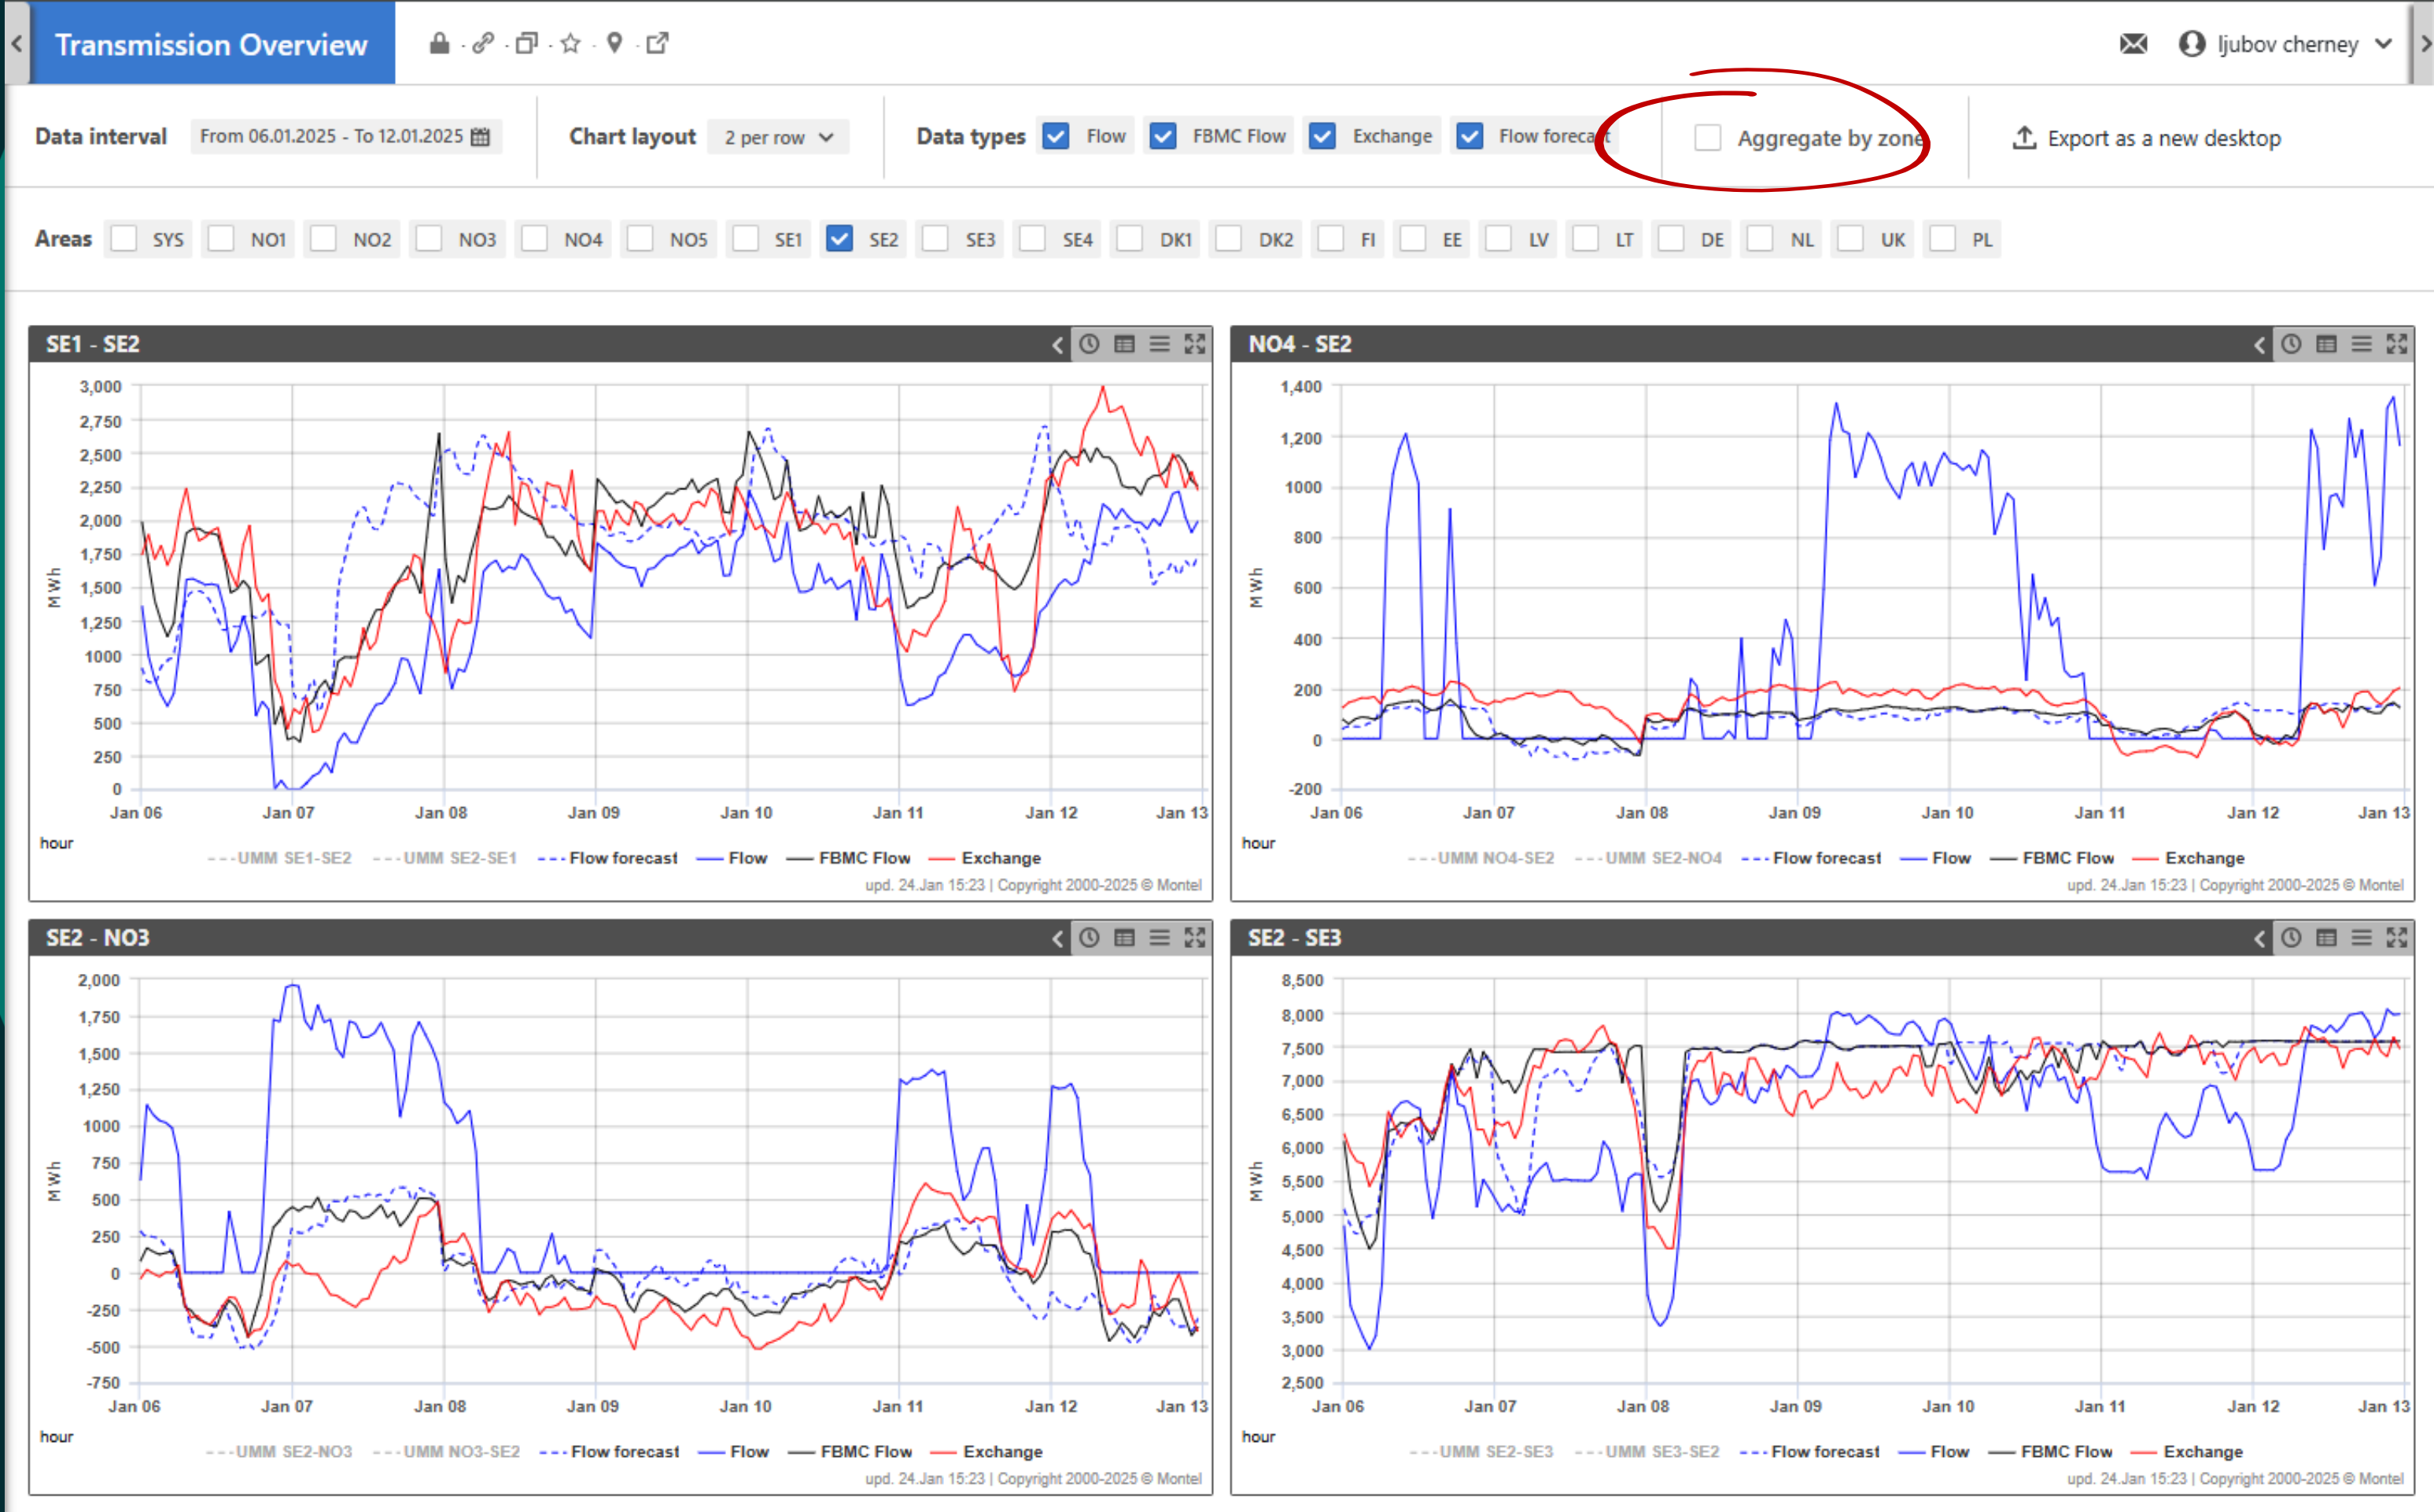 Transmission Overview
ljubov cherney
Data interval From 06.01.2025 - To 12.01.2025 Chart layout 2 per row Data types Flow FBMC Flow Exchange Flow forecast Aggregate by zone Export as a new desktop
Areas SYS NO1 NO2 NO3 NO4 NO5 SE1 SE2 SE3 SE4 DK1 DK2 FI EE LV LT DE NL UK PL
SE1 - SE2
3,000
2,750
2,500
2,250
2,000
1,750
1,500
1,250
1000
750
500
250
0
MWh
Jan 06 Jan 07 Jan 08 Jan 09 Jan 10 Jan 11 Jan 12 Jan 13
hour
UMM SE1-SE2 UMM SE2-SE1 Flow forecast Flow FBMC Flow Exchange
upd. 24.Jan 15:23 | Copyright 2000-2025 © Montel
NO4 - SE2
1,400
1,200
1000
800
600
400
200
0
-200
MWh
Jan 06 Jan 07 Jan 08 Jan 09 Jan 10 Jan 11 Jan 12 Jan 13
hour
UMM NO4-SE2 UMM SE2-NO4 Flow forecast Flow FBMC Flow Exchange
upd. 24.Jan 15:23 | Copyright 2000-2025 © Montel
SE2 - NO3
2,000
1,750
1,500
1,250
1000
750
500
250
0
-250
-500
-750
MWh
Jan 06 Jan 07 Jan 08 Jan 09 Jan 10 Jan 11 Jan 12 Jan 13
hour
UMM SE2-NO3 UMM NO3-SE2 Flow forecast Flow FBMC Flow Exchange
upd. 24.Jan 15:23 | Copyright 2000-2025 © Montel
SE2 - SE3
8,500
8,000
7,500
7,000
6,500
6,000
5,500
5,000
4,500
4,000
3,500
3,000
2,500
MWh
Jan 06 Jan 07 Jan 08 Jan 09 Jan 10 Jan 11 Jan 12 Jan 13
hour
UMM SE2-SE3 UMM SE3-SE2 Flow forecast Flow FBMC Flow Exchange
upd. 24.Jan 15:23 | Copyright 2000-2025 © Montel